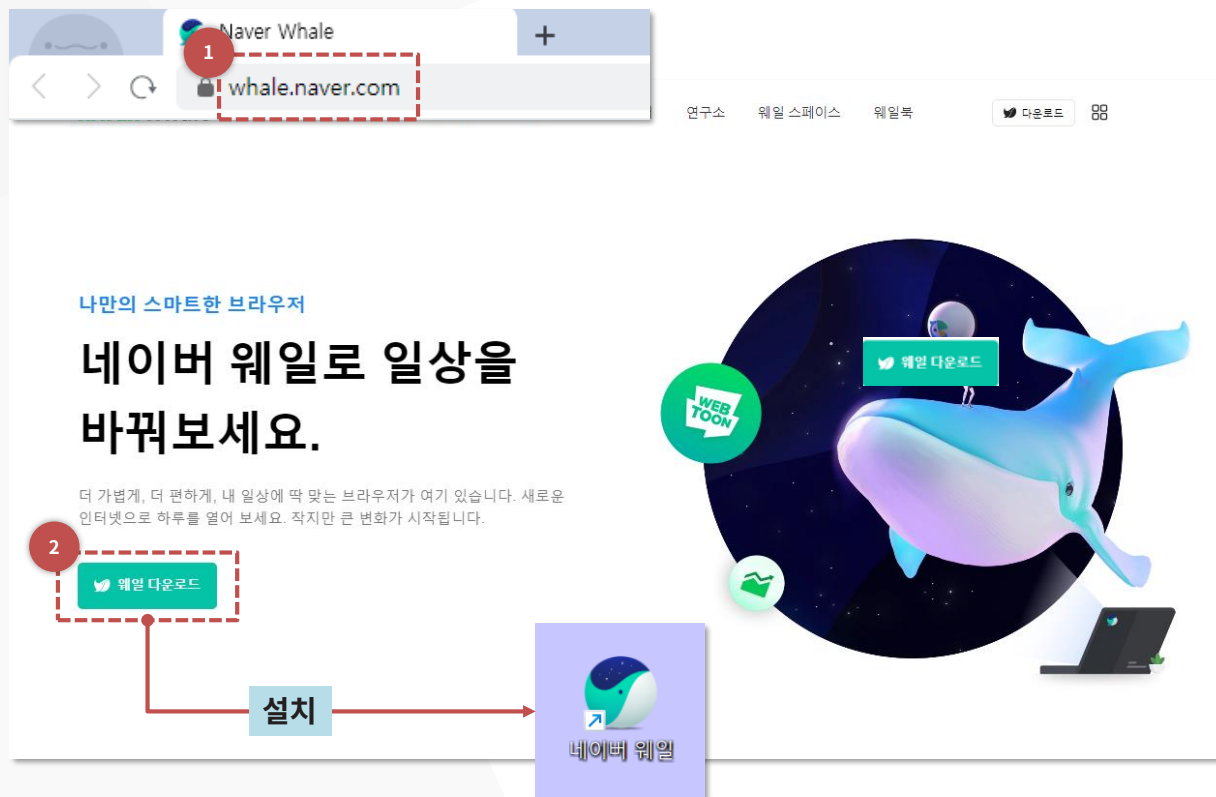 Naver Whale
1
whale.naver.com
연구소
웨일 스페이스
웨일북
다운로드
나만의 스마트한 브라우저
네이버 웨일로 일상을
바꿔보세요.
더 가볍게, 더 편하게, 내 일상에 딱 맞는 브라우저가 여기 있습니다. 새로운
인터넷으로 하루를 열어 보세요. 작지만 큰 변화가 시작됩니다.
2
웨일 다운로드
웨일 다운로드
WEB
TOON
설치
네이버 웨일